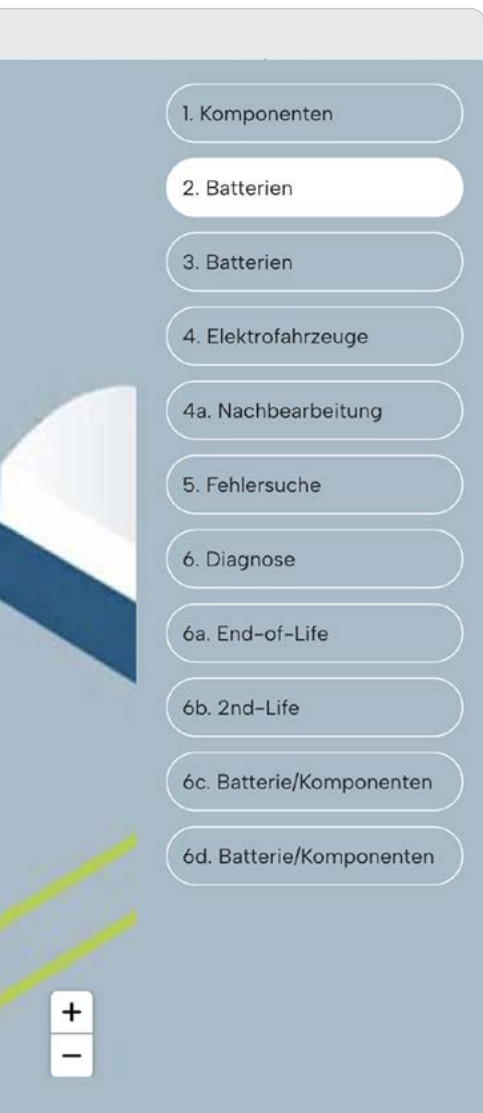 1. Komponenten
2. Batterien
3. Batterien
4. Elektrofahrzeuge
4a. Nachbearbeitung
5. Fehlersuche
6. Diagnose
6a. End-of-Life
6b. 2nd-Life
6c. Batterie/Komponenten
6d. Batterie/Komponenten
+
−